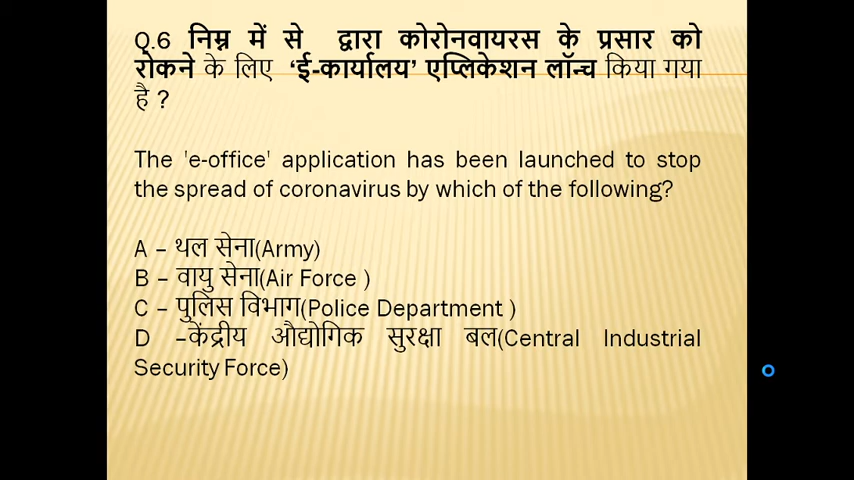 Q.6 निम्न में से द्वारा कोरोनवायरस के प्रसार को
रोकने के लिए ‘ई-कार्यालय’ एप्लिकेशन लॉन्च किया गया
है ?
The 'e-office' application has been launched to stop
the spread of coronavirus by which of the following?
A – थल सेना(Army)
B – वायु सेना(Air Force )
C – पुलिस विभाग(Police Department )
D –केंद्रीय औद्योगिक सुरक्षा बल(Central Industrial
Security Force)